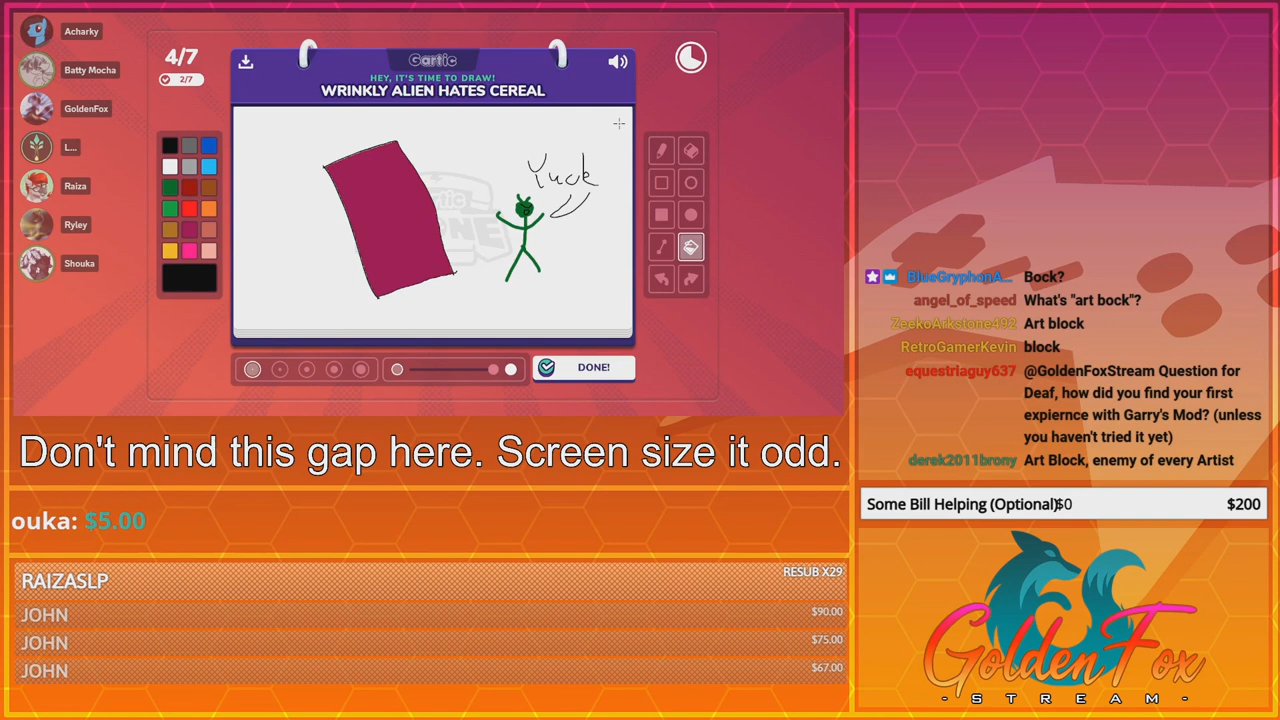 Acharky
Batty Mocha
GoldenFox
L...
Raiza
Ryley
Shouka
4/7
2/7
Gartic
HEY, IT'S TIME TO DRAW!
WRINKLY ALIEN HATES CEREAL
Yuck
DONE!
Don't mind this gap here. Screen size it odd.
ouka: $5.00
RAIZASLP RESUB X29
JOHN $90.00
JOHN $75.00
JOHN $67.00
BlueGryphonA... Bock?
angel_of_speed What's "art bock"?
ZeekoArkstone492 Art block
RetroGamerKevin block
equestriaguy637 @GoldenFoxStream Question for
Deaf, how did you find your first
expiernce with Garry's Mod? (unless
you haven't tried it yet)
derek2011brony Art Block, enemy of every Artist
Some Bill Helping (Optional) $0 $200
GoldenFox
- STREAM -